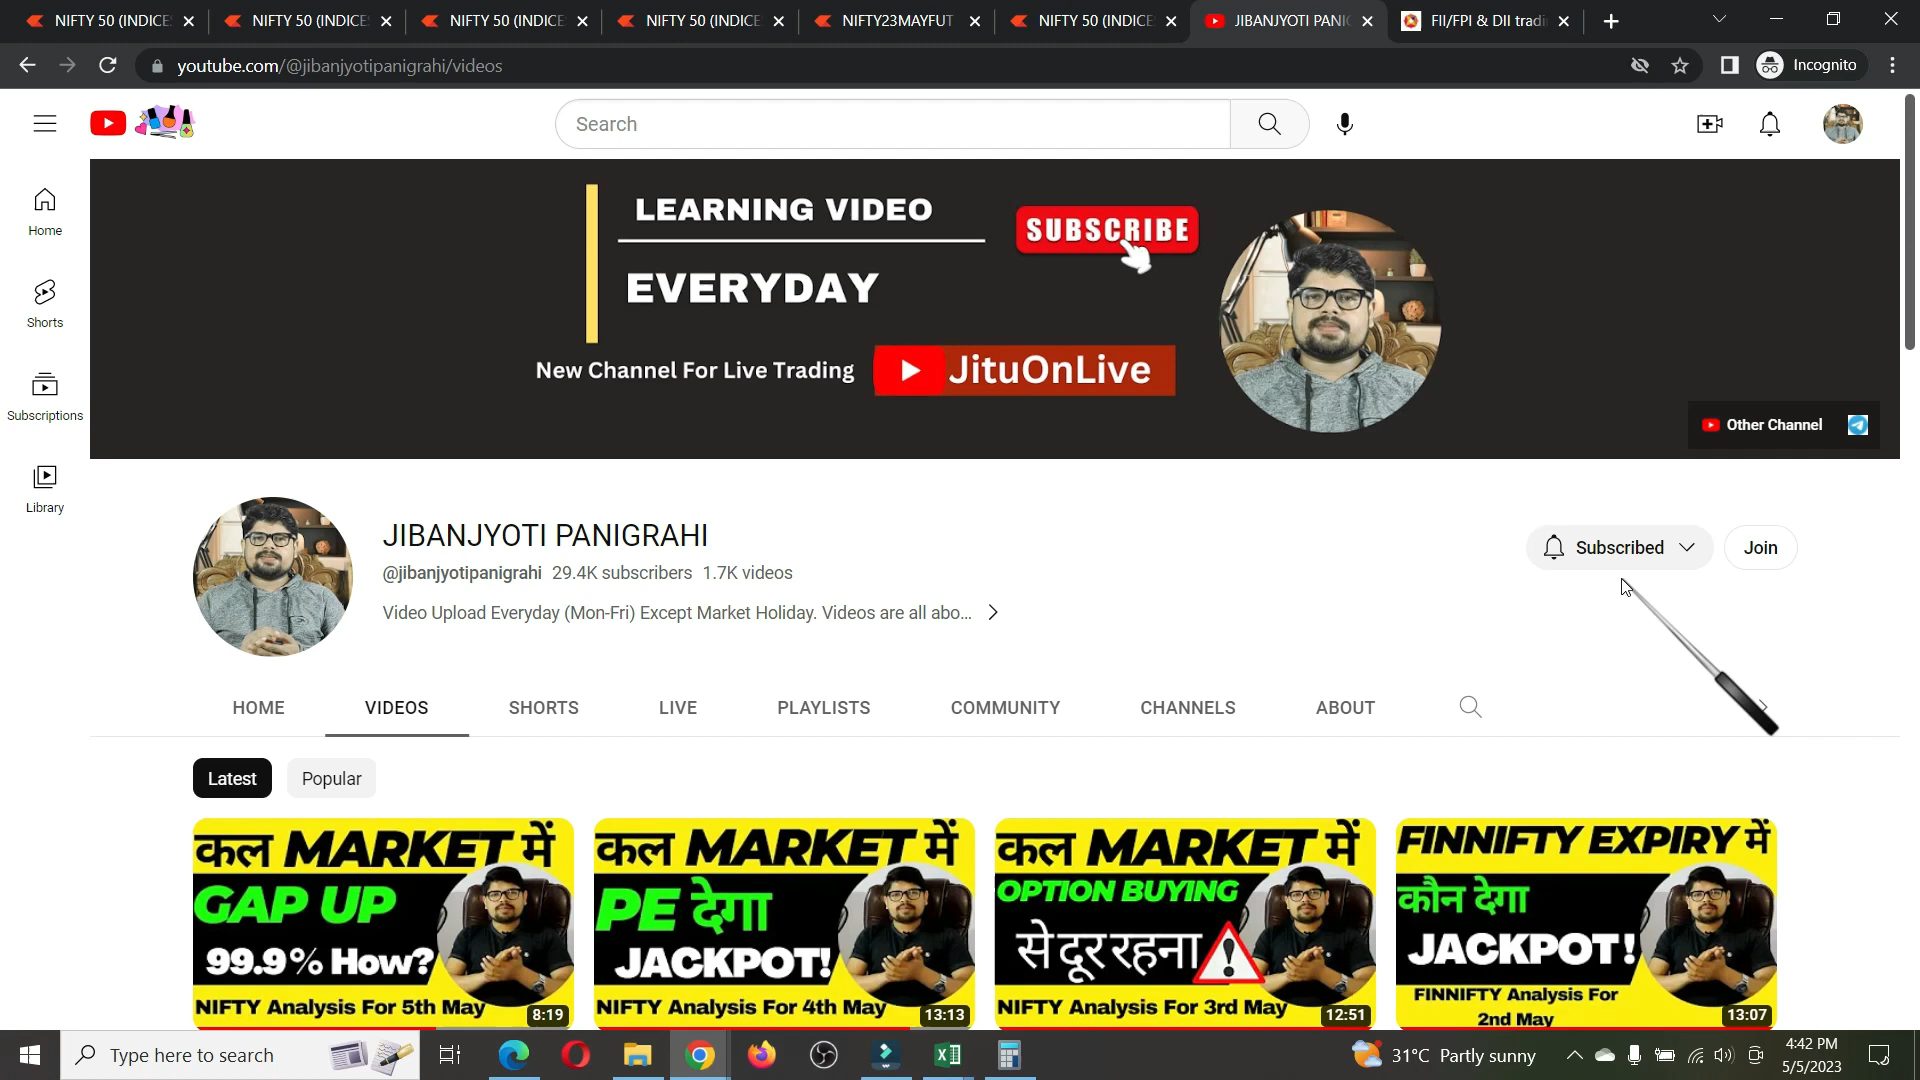 NIFTY 50 (INDICE
NIFTY 50 (INDICE
NIFTY 50 (INDICE
NIFTY 50 (INDICE
NIFTY23MAYFUT
NIFTY 50 (INDICE
JIBANJYOTI PANIG
FII/FPI & DII tradi
youtube.com/@jibanjyotipanigrahi/videos
Incognito
Search
Home
Shorts
Subscriptions
Library
LEARNING VIDEO
EVERYDAY
SUBSCRIBE
New Channel For Live Trading
JituOnLive
Other Channel
JIBANJYOTI PANIGRAHI
@jibanjyotipanigrahi 29.4K subscribers 1.7K videos
Video Upload Everyday (Mon-Fri) Except Market Holiday. Videos are all abo...
Subscribed
Join
HOME
VIDEOS
SHORTS
LIVE
PLAYLISTS
COMMUNITY
CHANNELS
ABOUT
Latest
Popular
कल MARKET में
GAP UP
99.9% How?
NIFTY Analysis For 5th May
8:19
कल MARKET में
PE देगा
JACKPOT!
NIFTY Analysis For 4th May
13:13
कल MARKET में
OPTION BUYING
से दूर रहना
NIFTY Analysis For 3rd May
12:51
FINNIFTY EXPIRY में
कौन देगा
JACKPOT!
FINNIFTY Analysis For
2nd May
13:07
Type here to search
31°C Partly sunny
4:42 PM
5/5/2023